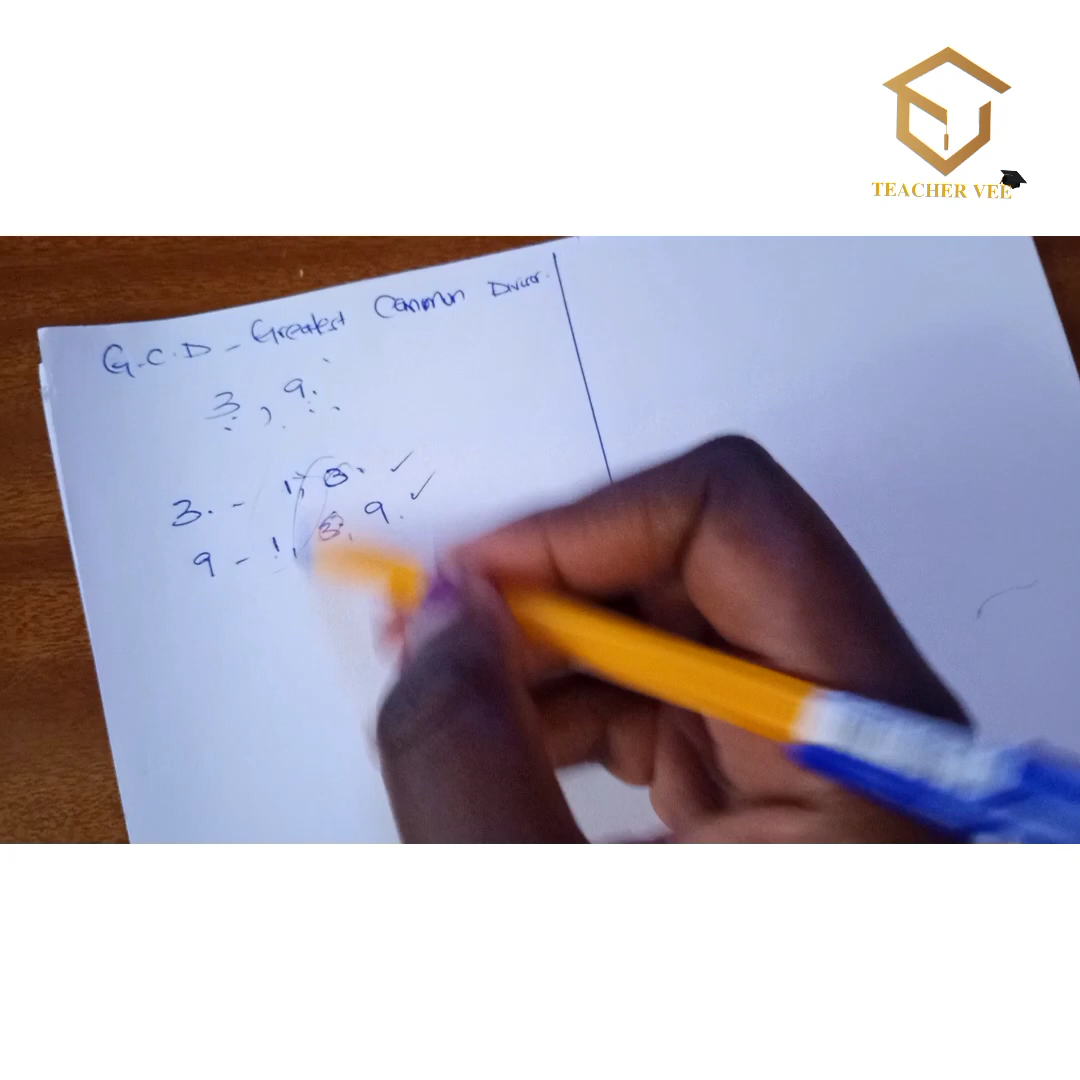 TEACHER VEE
G.C.D - Greatest Common Divisor.
3, 9.
3. - 1, 3. ✓
9 - 1, 3, 9. ✓